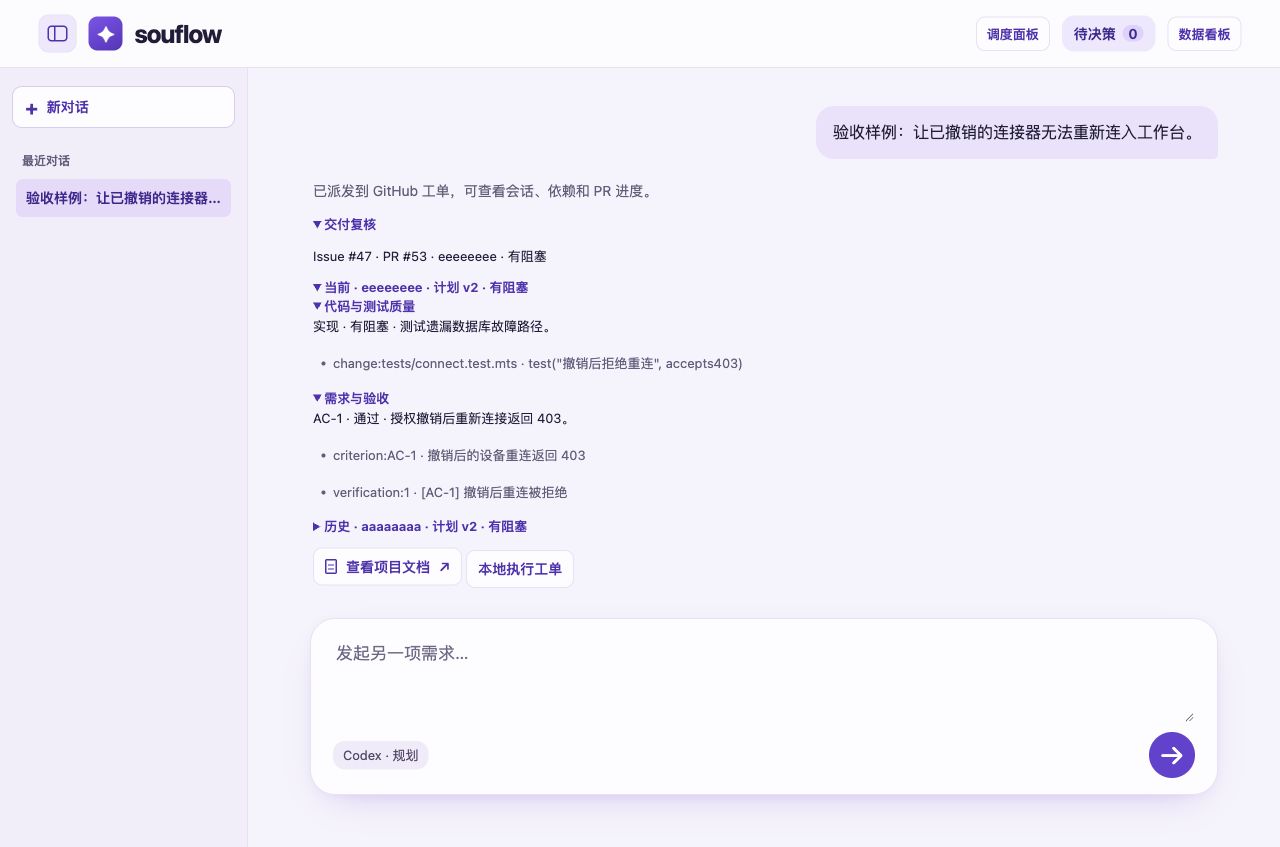 souflow
调度面板
待决策 0
数据看板
新对话
最近对话
验收样例：让已撤销的连接器...
验收样例：让已撤销的连接器无法重新连入工作台。
已派发到 GitHub 工单，可查看会话、依赖和 PR 进度。
交付复核
Issue #47 · PR #53 · eeeeeeee · 有阻塞
当前 · eeeeeeee · 计划 v2 · 有阻塞
代码与测试质量
实现 · 有阻塞 · 测试遗漏数据库故障路径。
• change:tests/connect.test.mts · test("撤销后拒绝重连", accepts403)
需求与验收
AC-1 · 通过 · 授权撤销后重新连接返回 403。
• criterion:AC-1 · 撤销后的设备重连返回 403
• verification:1 · [AC-1] 撤销后重连被拒绝
历史 · aaaaaaaa · 计划 v2 · 有阻塞
查看项目文档 ↗
本地执行工单
发起另一项需求...
Codex · 规划